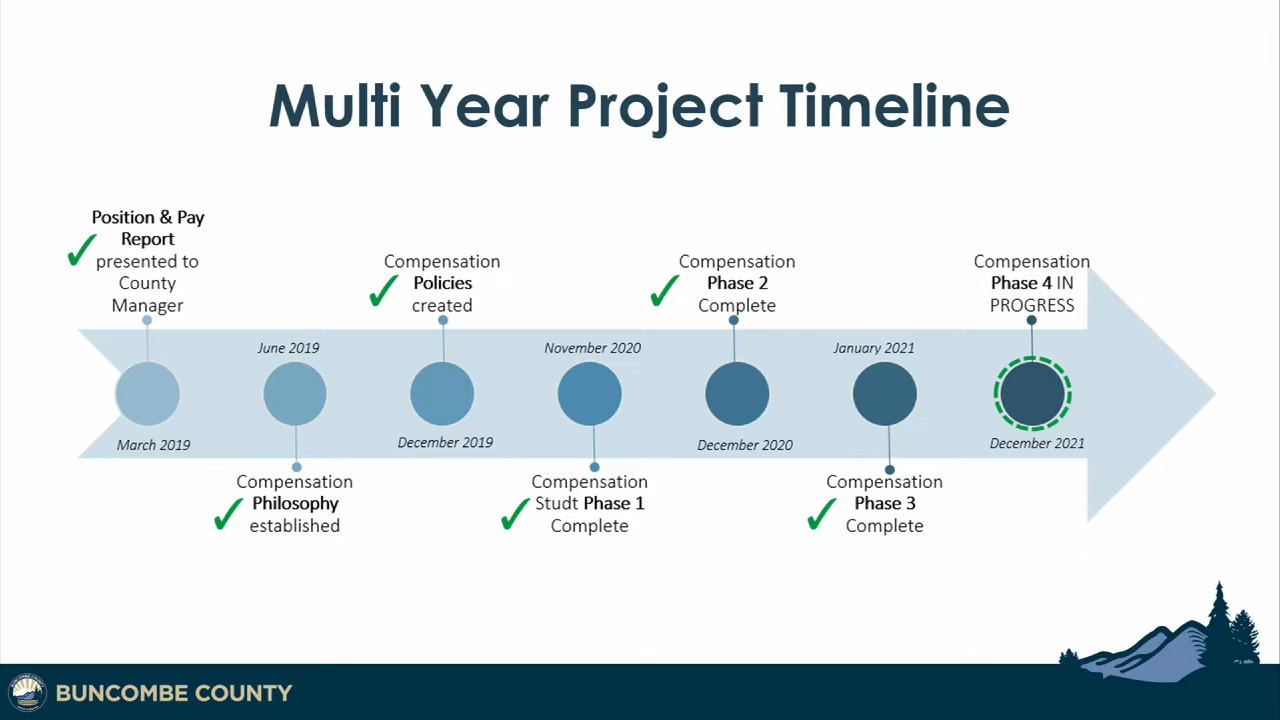 Multi Year Project Timeline
Position & Pay
Report
presented to
County
Manager
March 2019
June 2019
Compensation
Philosophy
established
Compensation
Policies
created
December 2019
November 2020
Compensation
Studt Phase 1
Complete
Compensation
Phase 2
Complete
December 2020
January 2021
Compensation
Phase 3
Complete
Compensation
Phase 4 IN
PROGRESS
December 2021
BUNCOMBE COUNTY